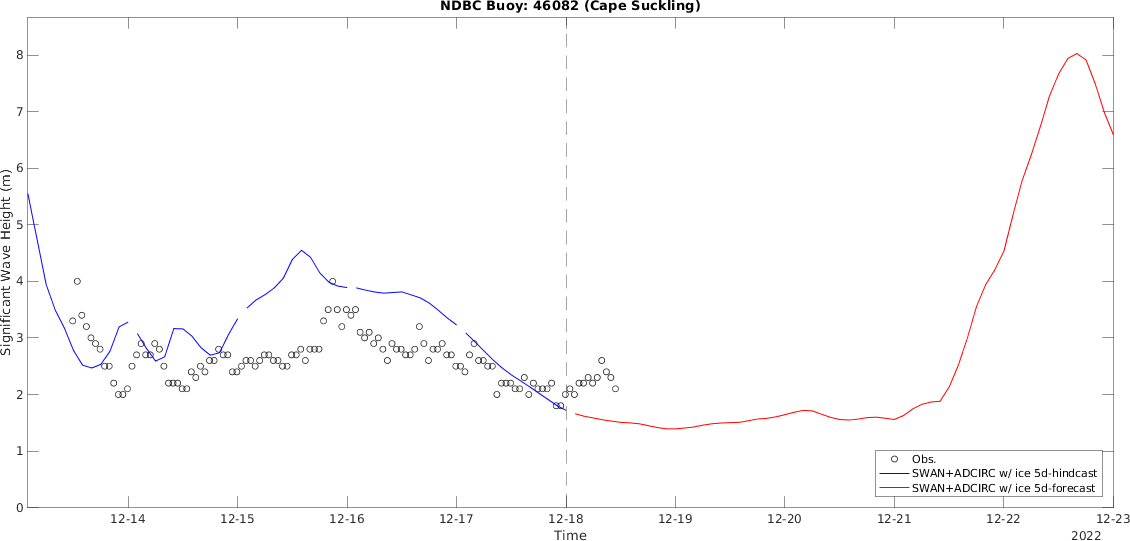 NDBC Buoy: 46082 (Cape Suckling)
Significant Wave Height (m)
8
7
6
5
4
3
2
1
0
Obs.
SWAN+ADCIRC w/ ice 5d-hindcast
SWAN+ADCIRC w/ ice 5d-forecast
12-14 12-15 12-16 12-17 12-18 12-19 12-20 12-21 12-22 12-23
Time
2022